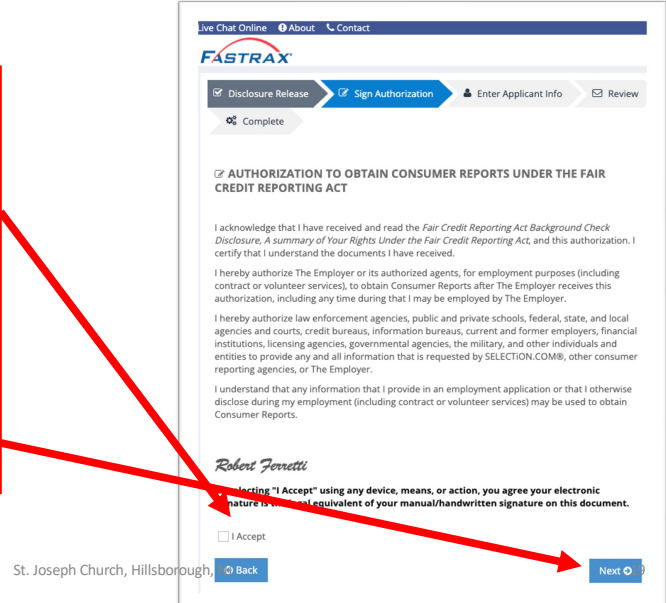 Live Chat Online About Contact
FASTRAX
Disclosure Release Sign Authorization Enter Applicant Info Review
Complete
AUTHORIZATION TO OBTAIN CONSUMER REPORTS UNDER THE FAIR
CREDIT REPORTING ACT
I acknowledge that I have received and read the Fair Credit Reporting Act Background Check
Disclosure, A summary of Your Rights Under the Fair Credit Reporting Act, and this authorization. I
certify that I understand the documents I have received.
I hereby authorize The Employer or its authorized agents, for employment purposes (including
contract or volunteer services), to obtain Consumer Reports after The Employer receives this
authorization, including any time during that I may be employed by The Employer.
I hereby authorize law enforcement agencies, public and private schools, federal, state, and local
agencies and courts, credit bureaus, information bureaus, current and former employers, financial
institutions, licensing agencies, governmental agencies, the military, and other individuals and
entities to provide any and all information that is requested by SELECTiON.COM®, other consumer
reporting agencies, or The Employer.
I understand that any information that I provide in an employment application or that I otherwise
disclose during my employment (including contract or volunteer services) may be used to obtain
Consumer Reports.
Robert Ferretti
"I Accept" using any device, means, or action, you agree your electronic
is equivalent of your manual/handwritten signature on this document.
I Accept
St. Joseph Church, Hillsborough, Back Next